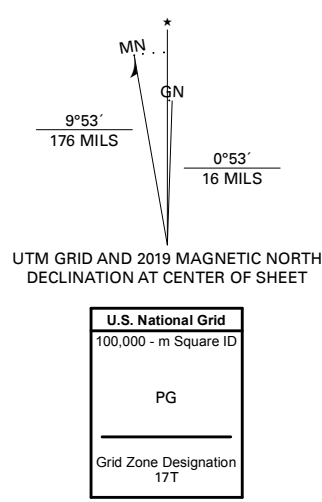 ★
MN
GN
9°53´
176 MILS
0°53´
16 MILS
UTM GRID AND 2019 MAGNETIC NORTH
DECLINATION AT CENTER OF SHEET
U.S. National Grid
100,000 - m Square ID
PG
Grid Zone Designation
17T